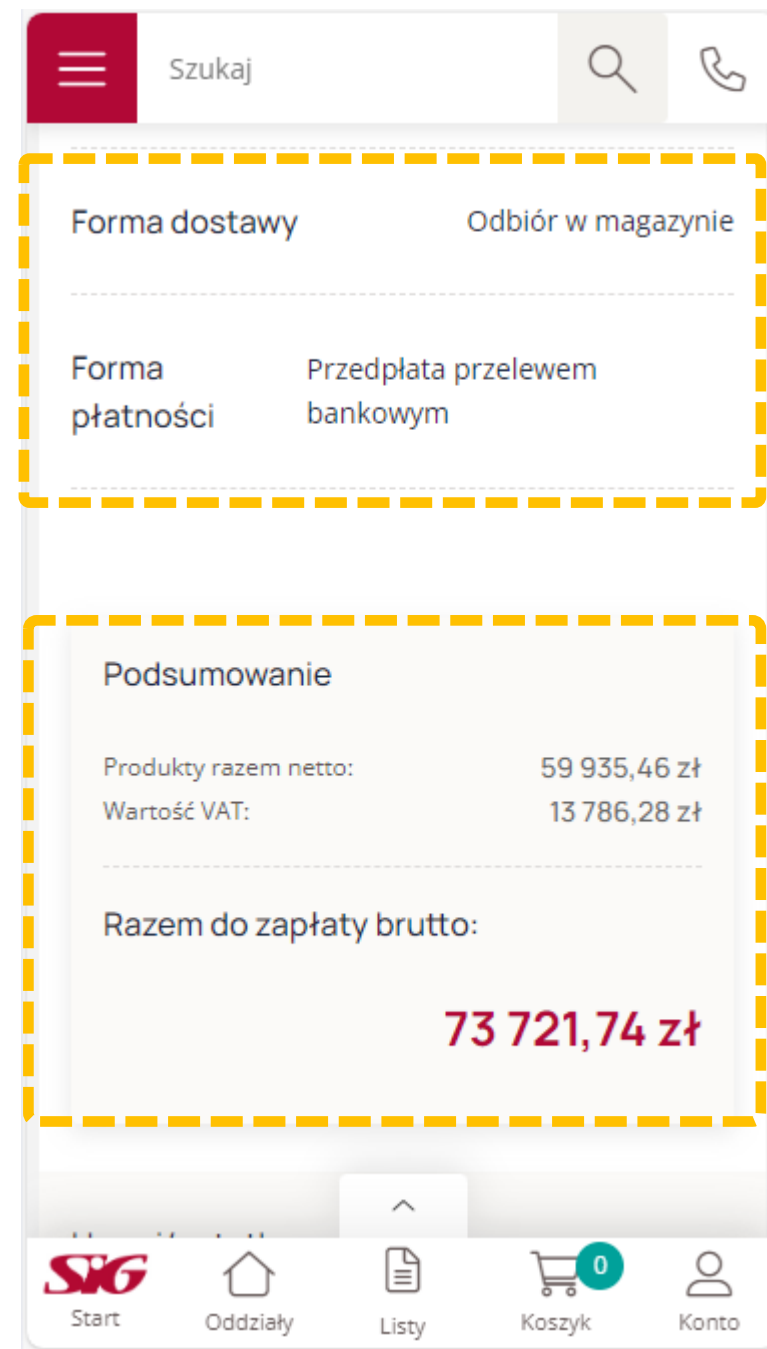 Szukaj
Forma dostawy Odbiór w magazynie
Forma Przedpłata przelewem
płatności bankowym
Podsumowanie
Produkty razem netto: 59 935,46 zł
Wartość VAT: 13 786,28 zł
Razem do zapłaty brutto:
73 721,74 zł
SIG 0
Start Oddziały Listy Koszyk Konto